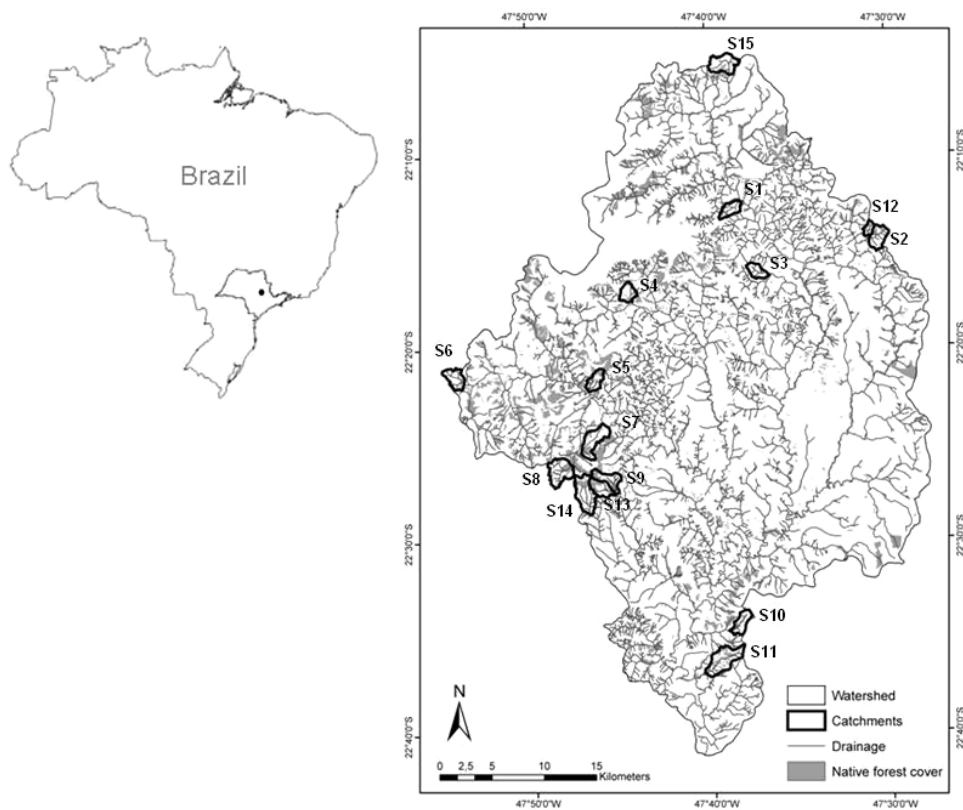 Brazil
47°50'0"W
47°40'0"W
47°30'0"W
22°10'0"S
22°20'0"S
22°30'0"S
22°40'0"S
22°10'0"S
22°20'0"S
22°30'0"S
22°40'0"S
S15
S1
S12
S2
S3
S4
S6
S5
S7
S8
S9
S13
S14
S10
S11
N
0 2,5 5 10 15
Kilometers
Watershed
Catchments
Drainage
Native forest cover
47°50'0"W
47°40'0"W
47°30'0"W